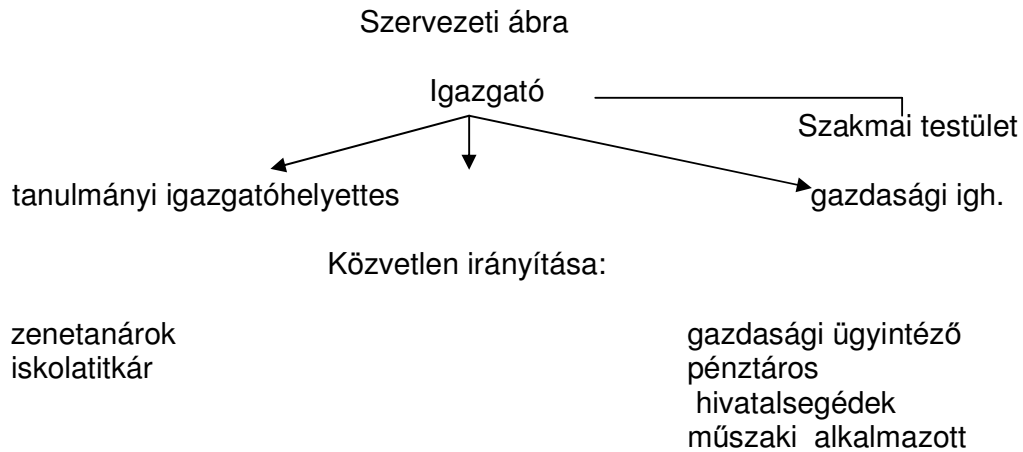 Szervezeti ábra
Igazgató
Szakmai testület
tanulmányi igazgatóhelyettes
gazdasági igh.
Közvetlen irányítása:
zenetanárok
iskolatitkár
gazdasági ügyintéző
pénztáros
hivatalsegédek
műszaki alkalmazott